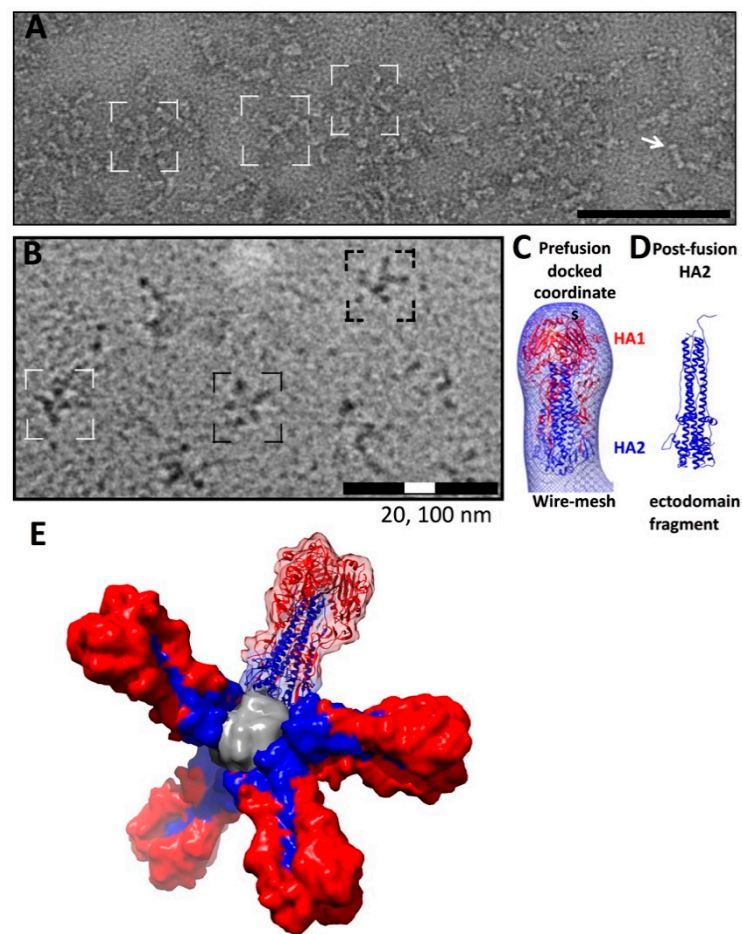 A
B
20, 100 nm
C Prefusion
docked
coordinate
S
HA1
HA2
Wire-mesh
D Post-fusion
HA2
ectodomain
fragment
E